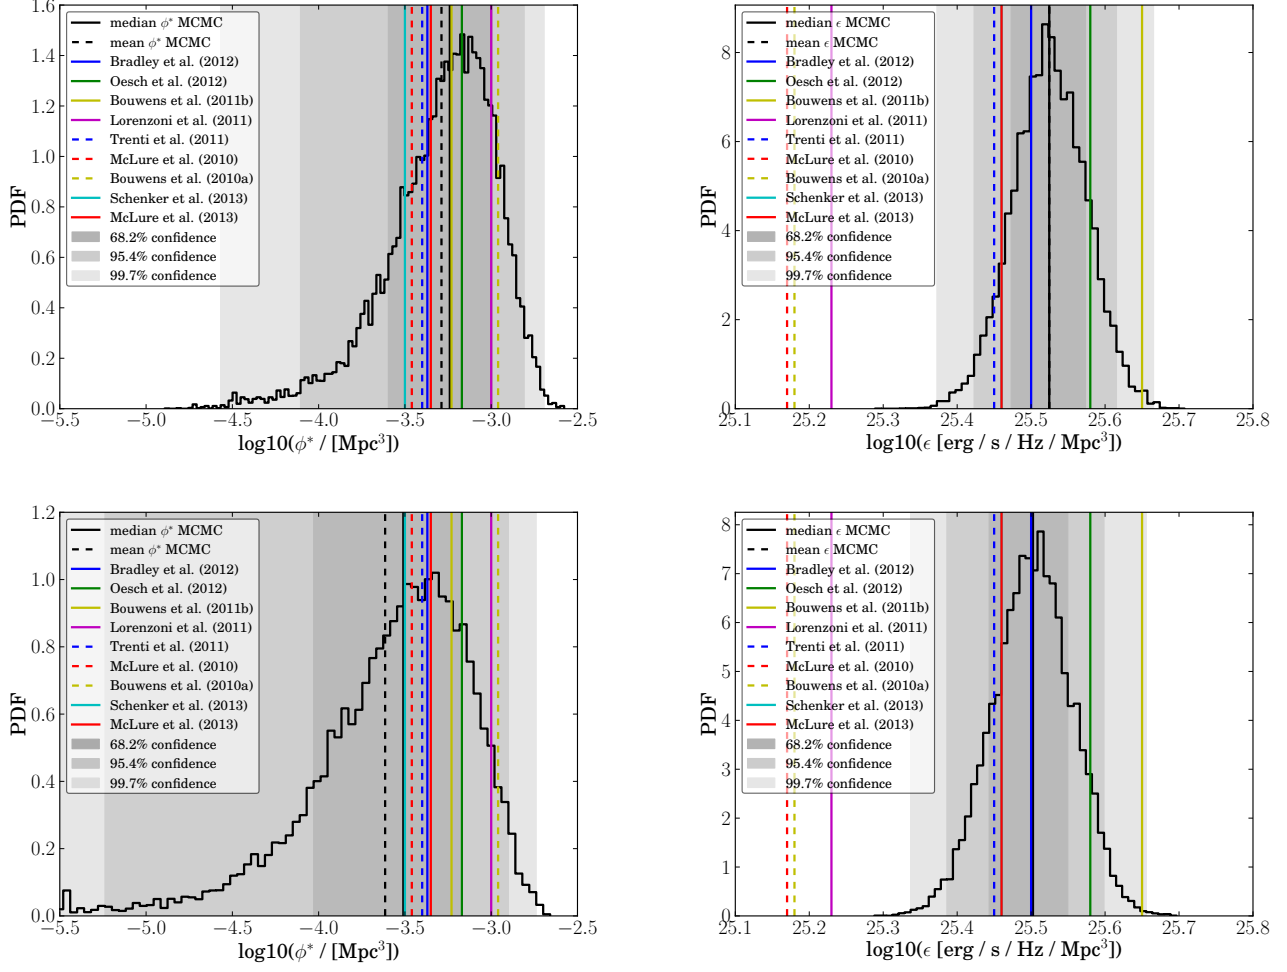 1.6
1.4
1.2
1.0
0.8
0.6
0.4
0.2
0.0
PDF
median ϕ* MCMC
mean ϕ* MCMC
Bradley et al. (2012)
Oesch et al. (2012)
Bouwens et al. (2011b)
Lorenzoni et al. (2011)
Trenti et al. (2011)
McLure et al. (2010)
Bouwens et al. (2010a)
Schenker et al. (2013)
McLure et al. (2013)
68.2% confidence
95.4% confidence
99.7% confidence
−5.5 −5.0 −4.5 −4.0 −3.5 −3.0 −2.5
log10(ϕ* / [Mpc³])
8
6
4
2
0
PDF
median ϵ MCMC
mean ϵ MCMC
Bradley et al. (2012)
Oesch et al. (2012)
Bouwens et al. (2011b)
Lorenzoni et al. (2011)
Trenti et al. (2011)
McLure et al. (2010)
Bouwens et al. (2010a)
Schenker et al. (2013)
McLure et al. (2013)
68.2% confidence
95.4% confidence
99.7% confidence
25.1 25.2 25.3 25.4 25.5 25.6 25.7 25.8
log10(ϵ [erg / s / Hz / Mpc³])
1.2
1.0
0.8
0.6
0.4
0.2
0.0
PDF
median ϕ* MCMC
mean ϕ* MCMC
Bradley et al. (2012)
Oesch et al. (2012)
Bouwens et al. (2011b)
Lorenzoni et al. (2011)
Trenti et al. (2011)
McLure et al. (2010)
Bouwens et al. (2010a)
Schenker et al. (2013)
McLure et al. (2013)
68.2% confidence
95.4% confidence
99.7% confidence
−5.5 −5.0 −4.5 −4.0 −3.5 −3.0 −2.5
log10(ϕ* / [Mpc³])
8
7
6
5
4
3
2
1
0
PDF
median ϵ MCMC
mean ϵ MCMC
Bradley et al. (2012)
Oesch et al. (2012)
Bouwens et al. (2011b)
Lorenzoni et al. (2011)
Trenti et al. (2011)
McLure et al. (2010)
Bouwens et al. (2010a)
Schenker et al. (2013)
McLure et al. (2013)
68.2% confidence
95.4% confidence
99.7% confidence
25.1 25.2 25.3 25.4 25.5 25.6 25.7 25.8
log10(ϵ [erg / s / Hz / Mpc³])